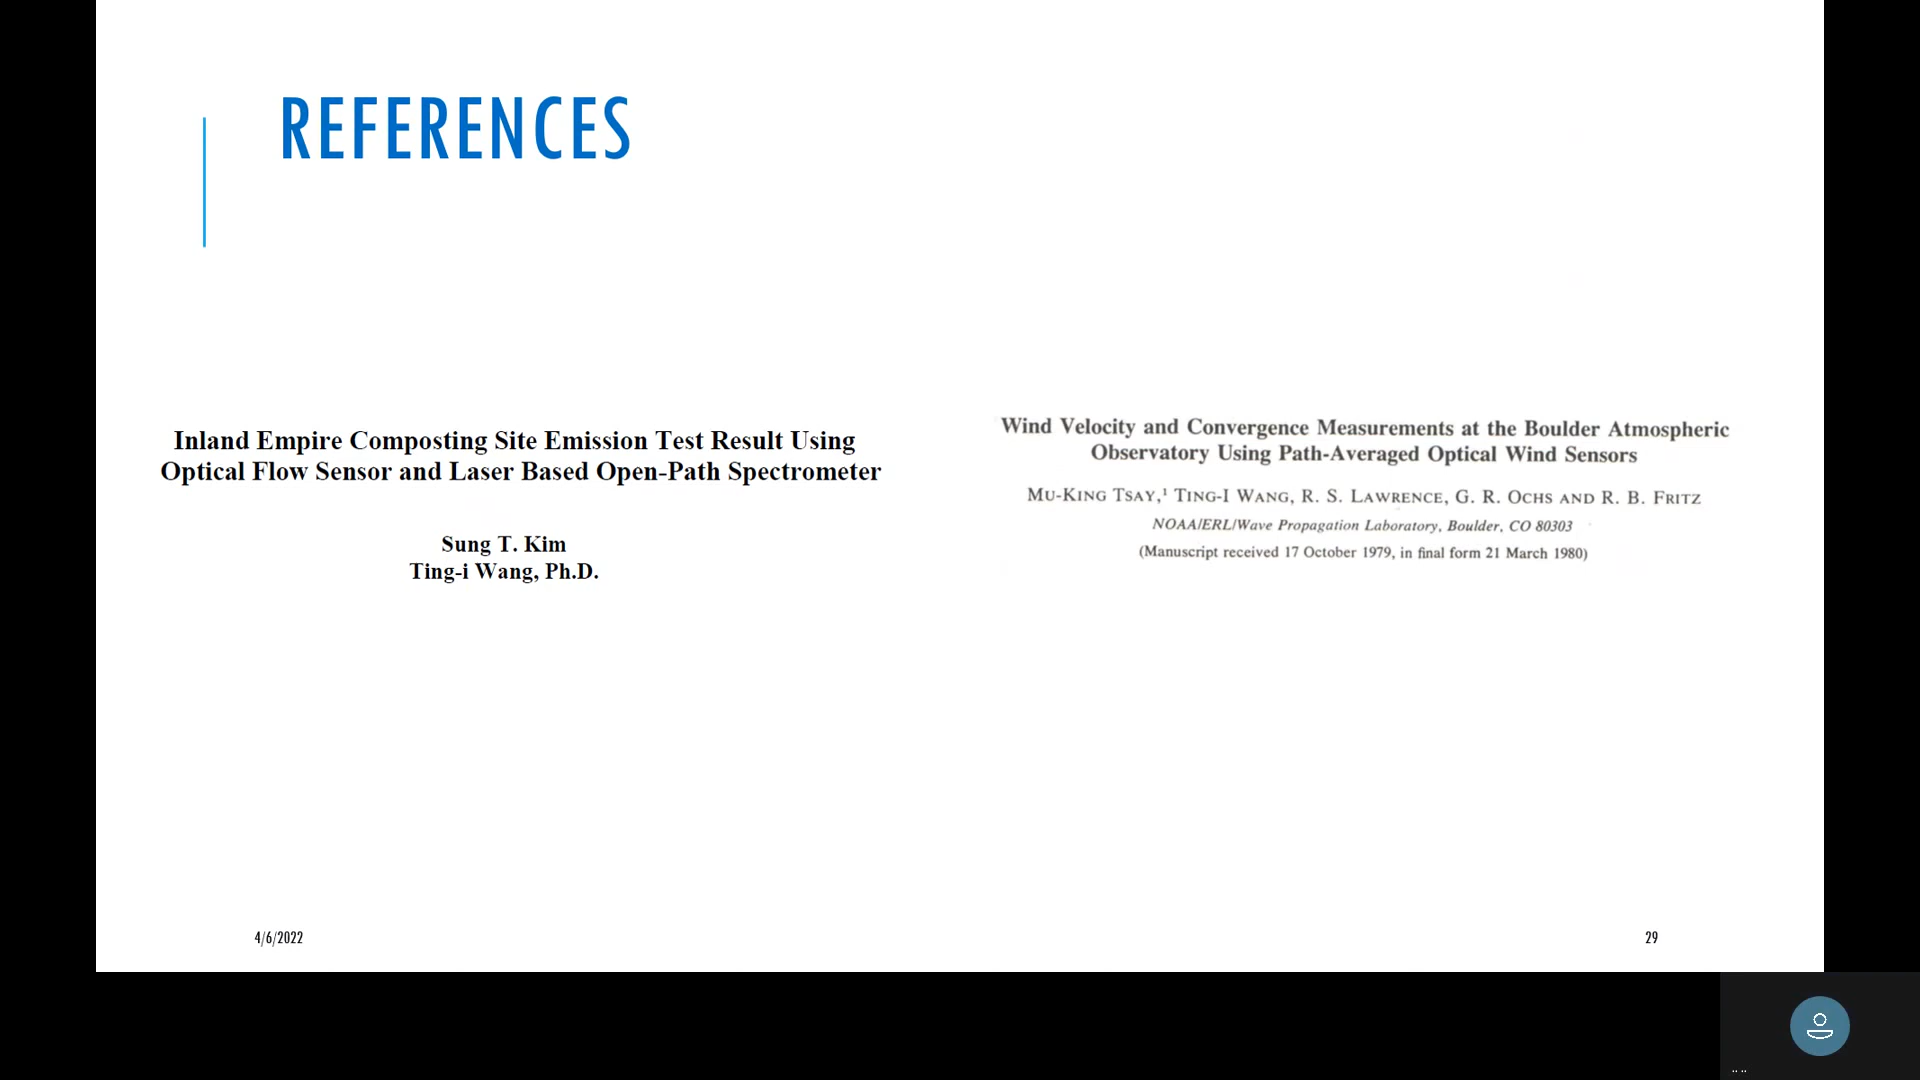 REFERENCES
Inland Empire Composting Site Emission Test Result Using
Optical Flow Sensor and Laser Based Open-Path Spectrometer
Sung T. Kim
Ting-i Wang, Ph.D.
Wind Velocity and Convergence Measurements at the Boulder Atmospheric
Observatory Using Path-Averaged Optical Wind Sensors
MU-KING TSAY,¹ TING-I WANG, R. S. LAWRENCE, G. R. OCHS AND R. B. FRITZ
NOAA/ERL/Wave Propagation Laboratory, Boulder, CO 80303
(Manuscript received 17 October 1979, in final form 21 March 1980)
4/6/2022
29